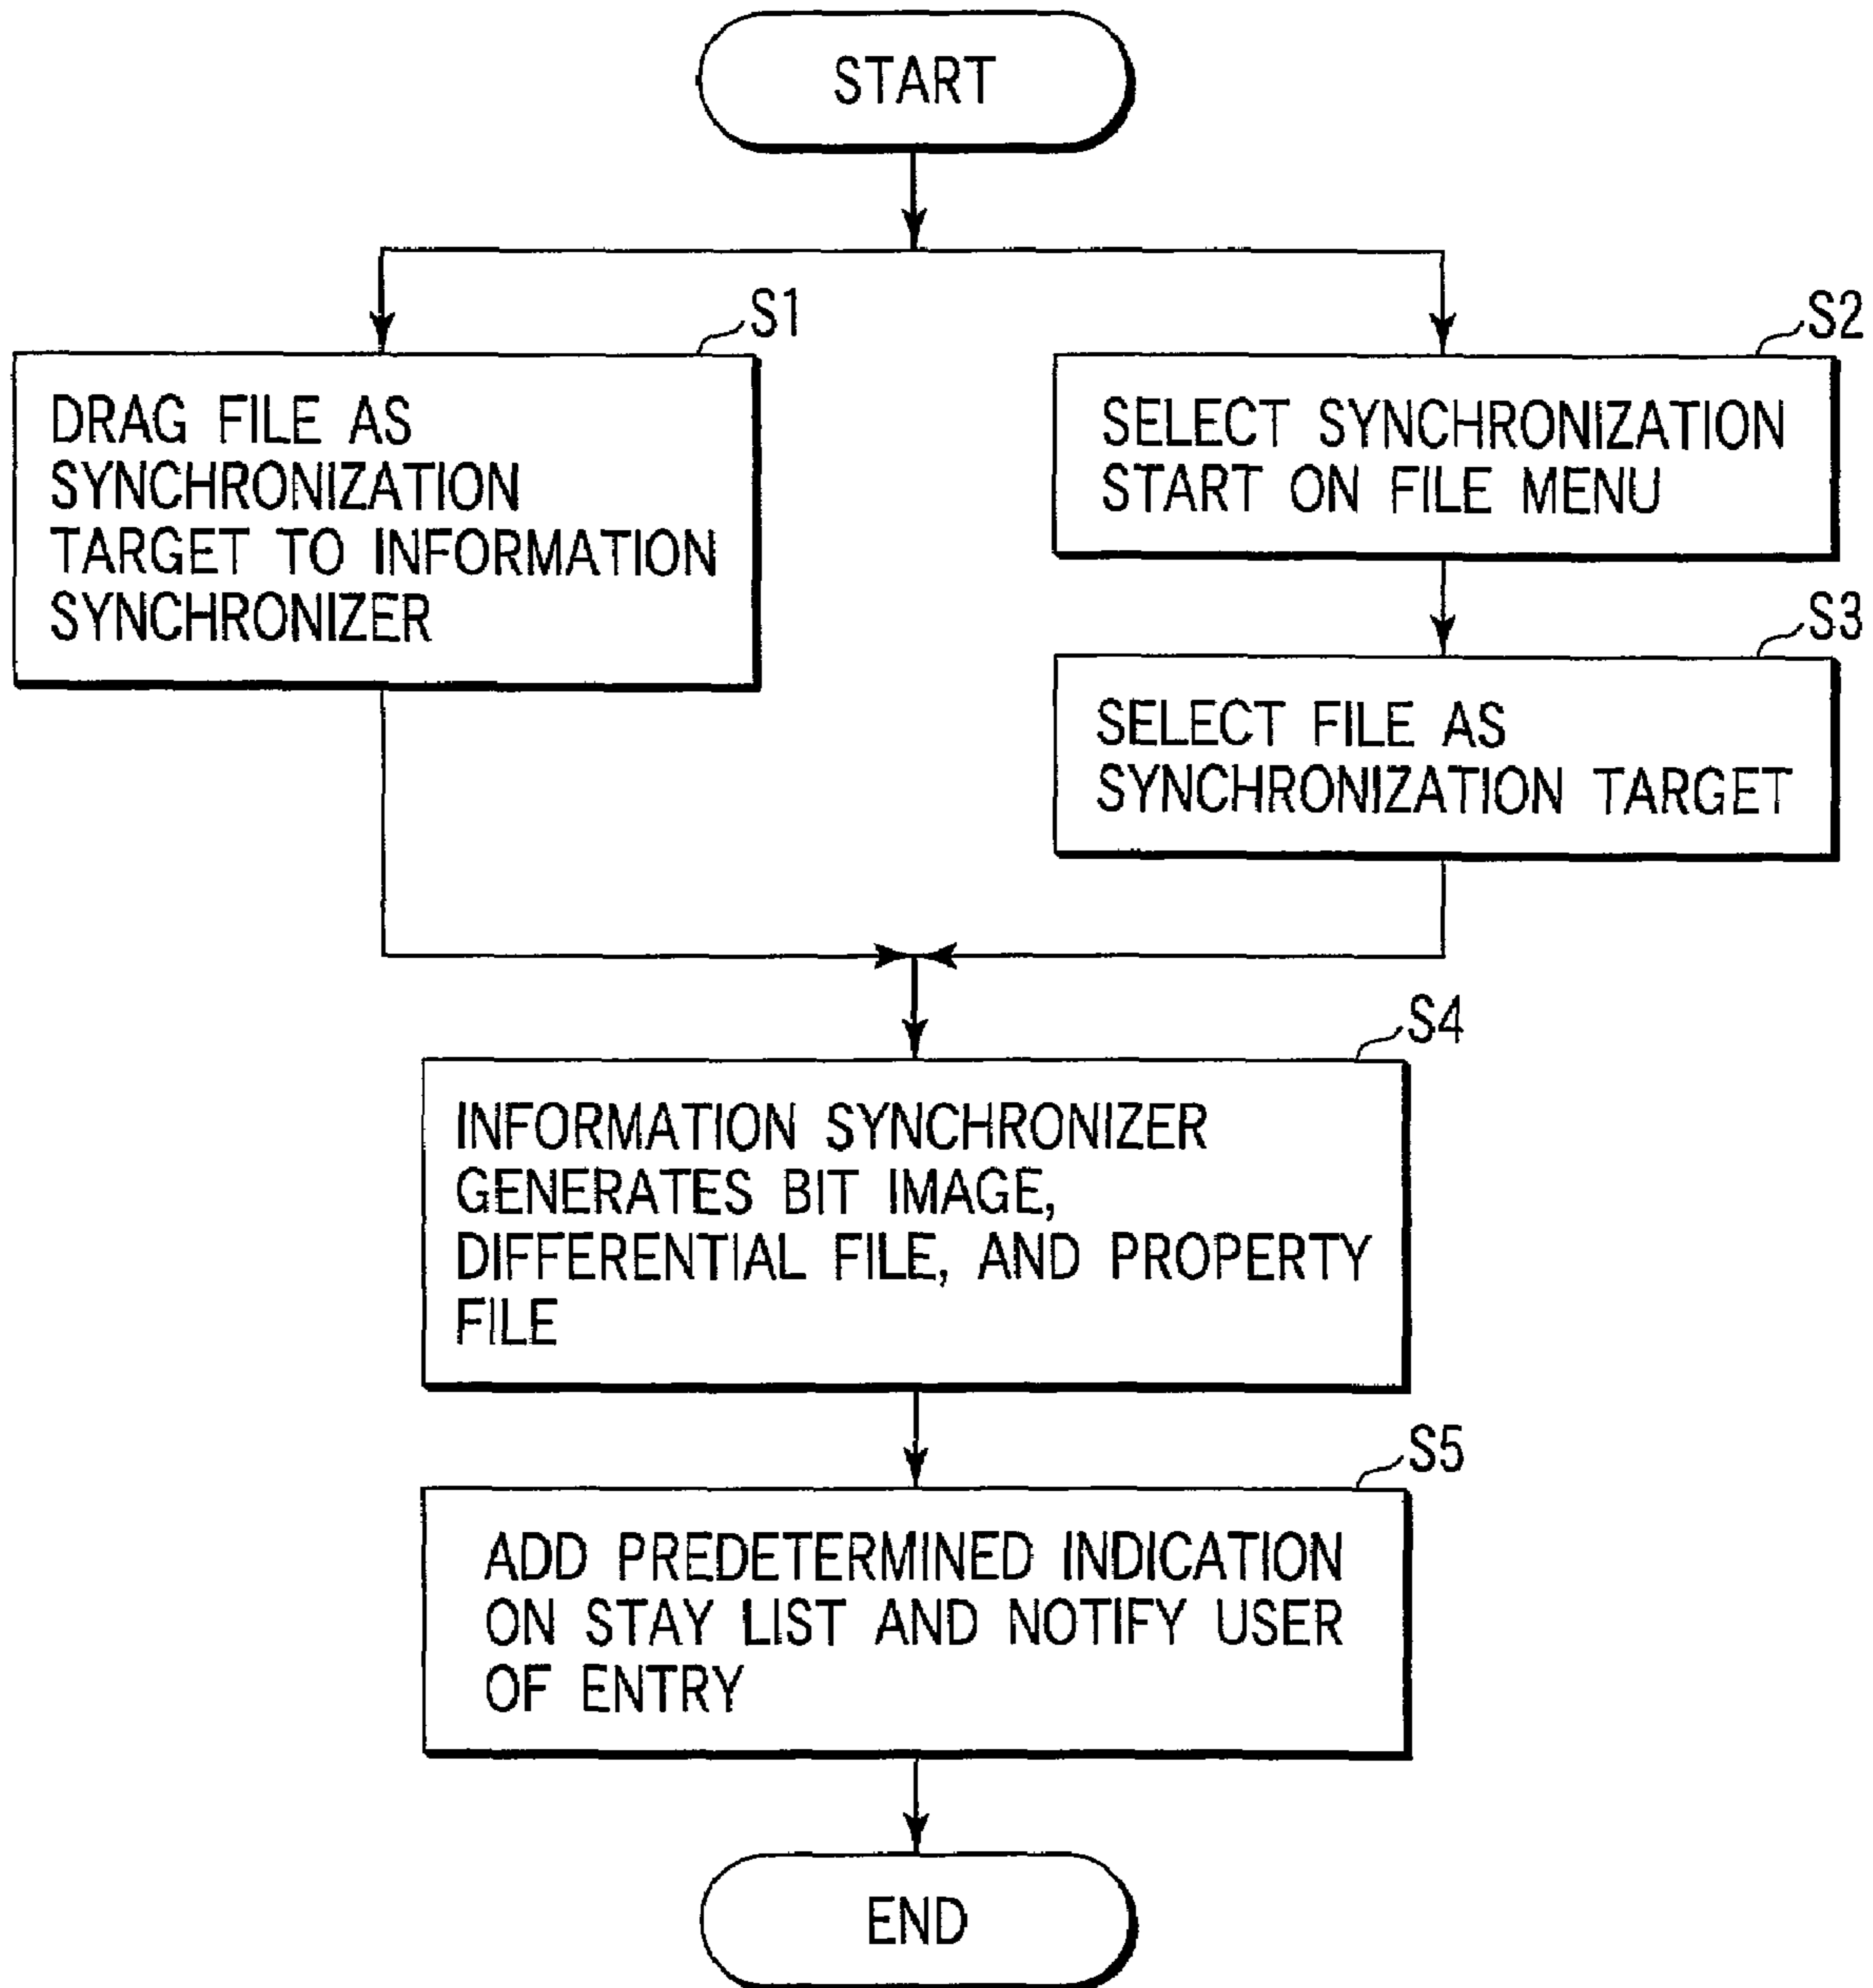 START
S1
DRAG FILE AS
SYNCHRONIZATION
TARGET TO INFORMATION
SYNCHRONIZER
S2
SELECT SYNCHRONIZATION
START ON FILE MENU
S3
SELECT FILE AS
SYNCHRONIZATION TARGET
S4
INFORMATION SYNCHRONIZER
GENERATES BIT IMAGE,
DIFFERENTIAL FILE, AND PROPERTY
FILE
S5
ADD PREDETERMINED INDICATION
ON STAY LIST AND NOTIFY USER
OF ENTRY
END